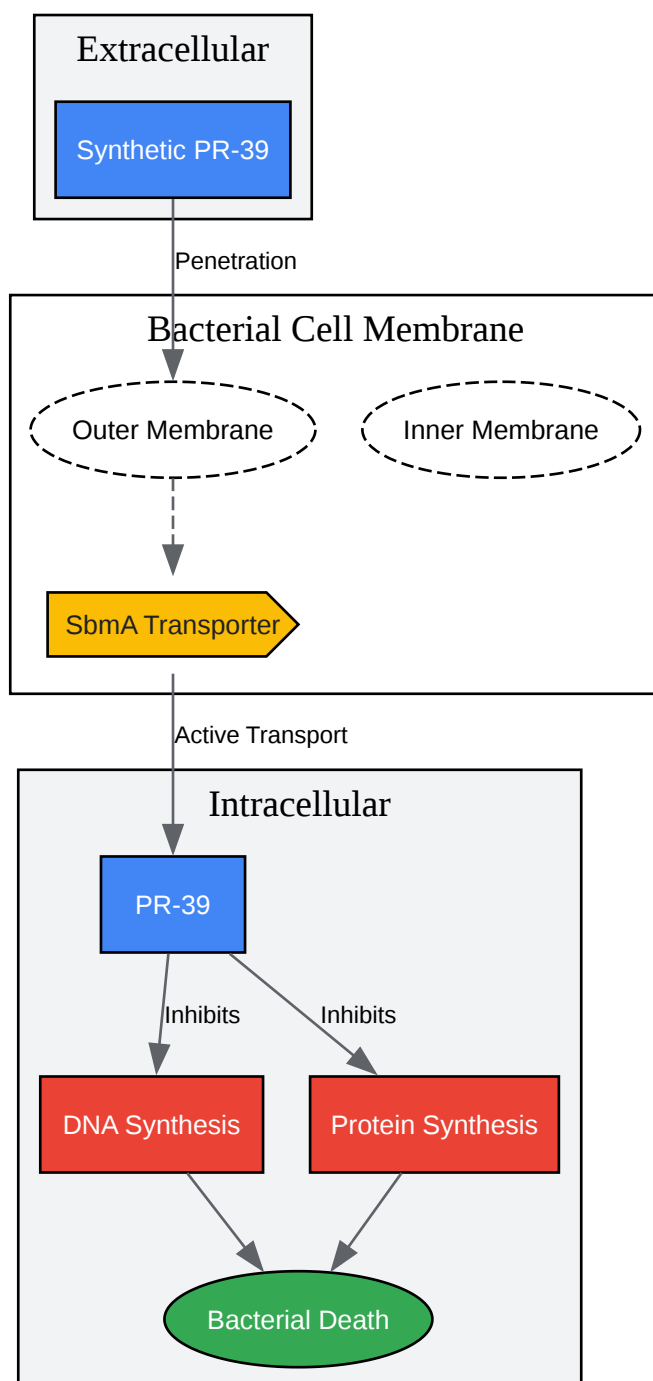 Extracellular
Synthetic PR-39
Penetration
Bacterial Cell Membrane
Outer Membrane
Inner Membrane
SbmA Transporter
Active Transport
Intracellular
PR-39
Inhibits
Inhibits
DNA Synthesis
Protein Synthesis
Bacterial Death